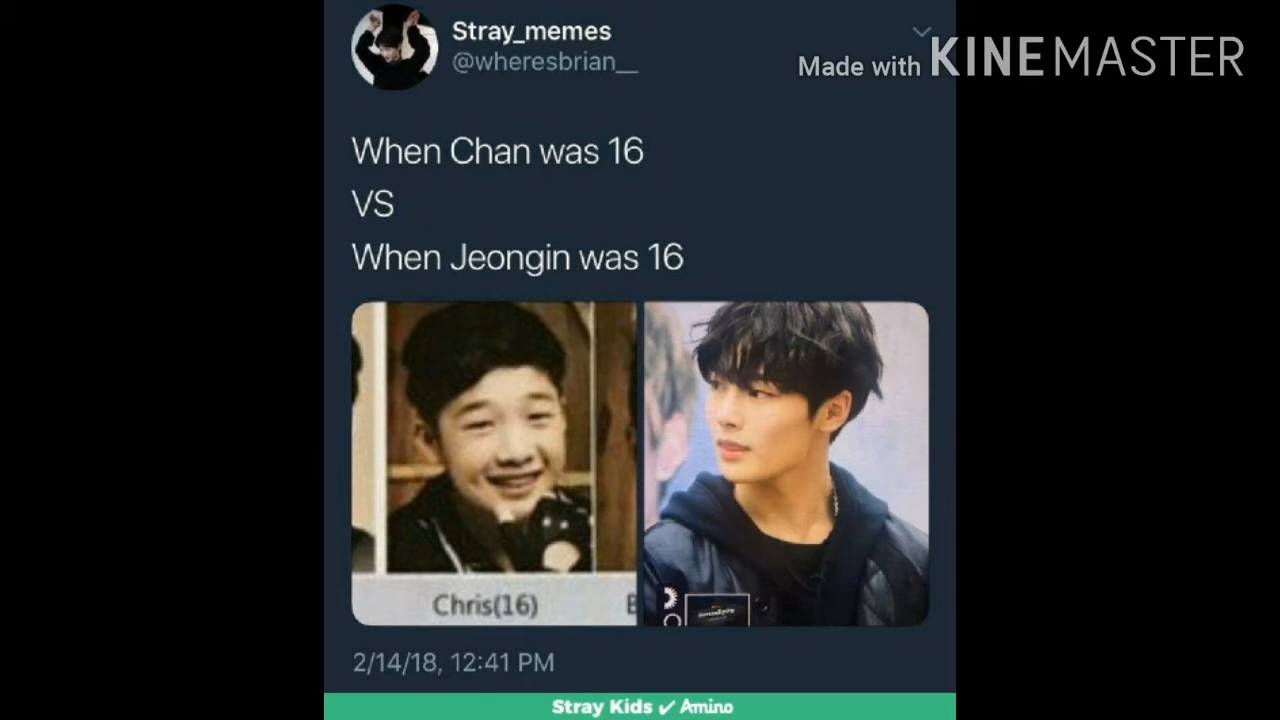 Stray_memes
@wheresbrian__
Made with KINEMASTER
When Chan was 16
VS
When Jeongin was 16
Chris(16)
B
2/14/18, 12:41 PM
Stray Kids ✓ Amino